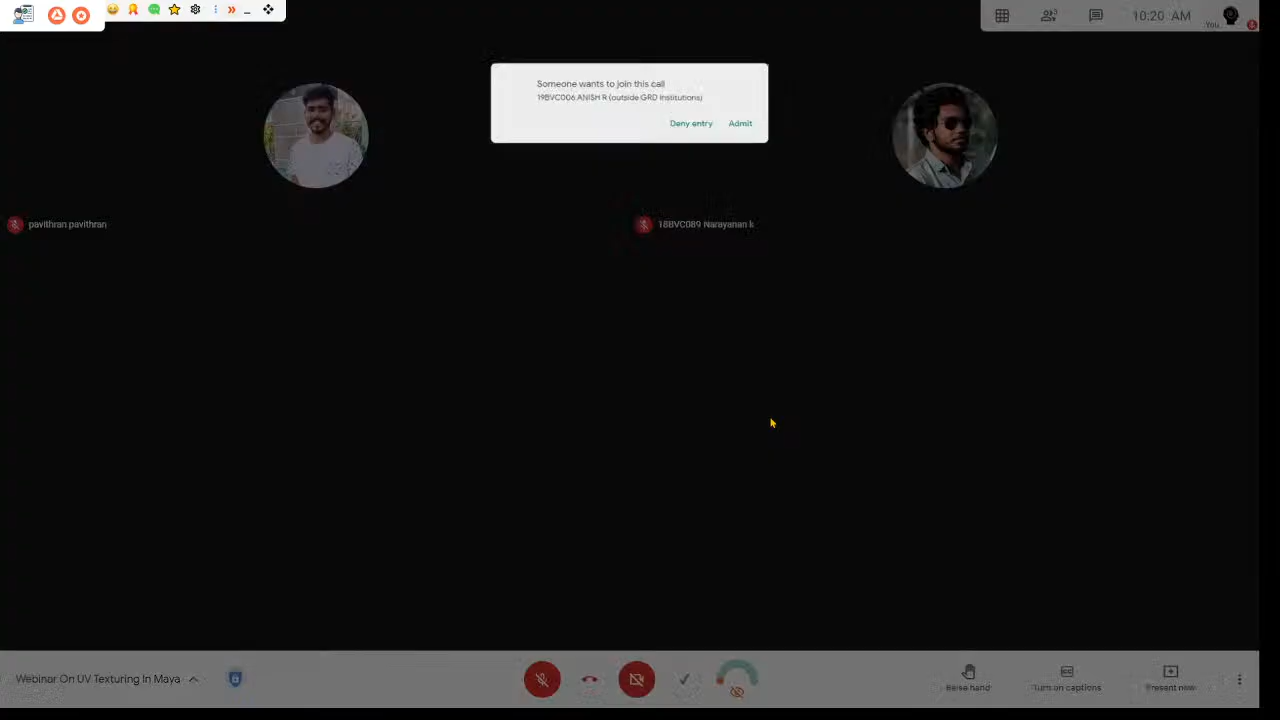 10:20 AM
You
Someone wants to join this call
19BVC006 ANISH R (outside GRD Institutions)
Deny entry Admit
pavithran pavithran
18BVC089 Narayanan k
Webinar On UV Texturing In Maya
Raise hand
Turn on captions
Present now